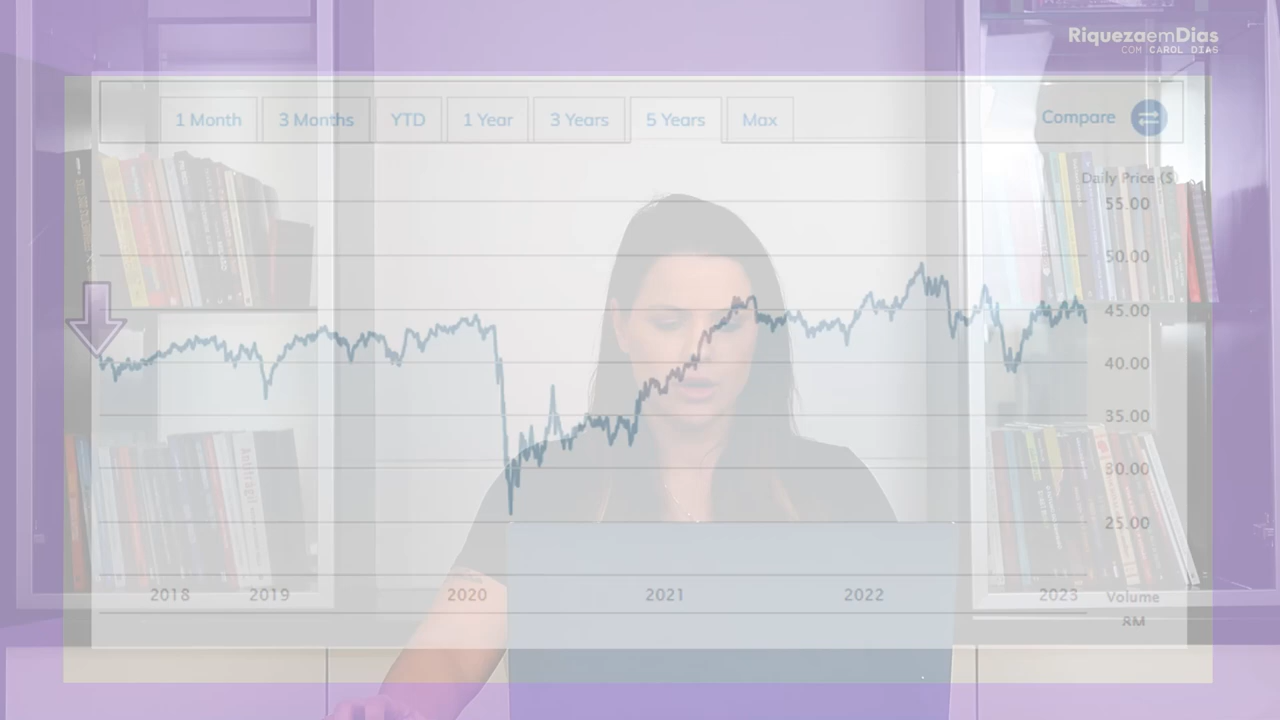 RiquezaemDias
COM CAROL DIAS
1 Month 3 Months YTD 1 Year 3 Years 5 Years Max Compare
Daily Price ($)
55.00
50.00
45.00
40.00
35.00
30.00
25.00
2018 2019 2020 2021 2022 2023
Volume
8M
Antifrágil